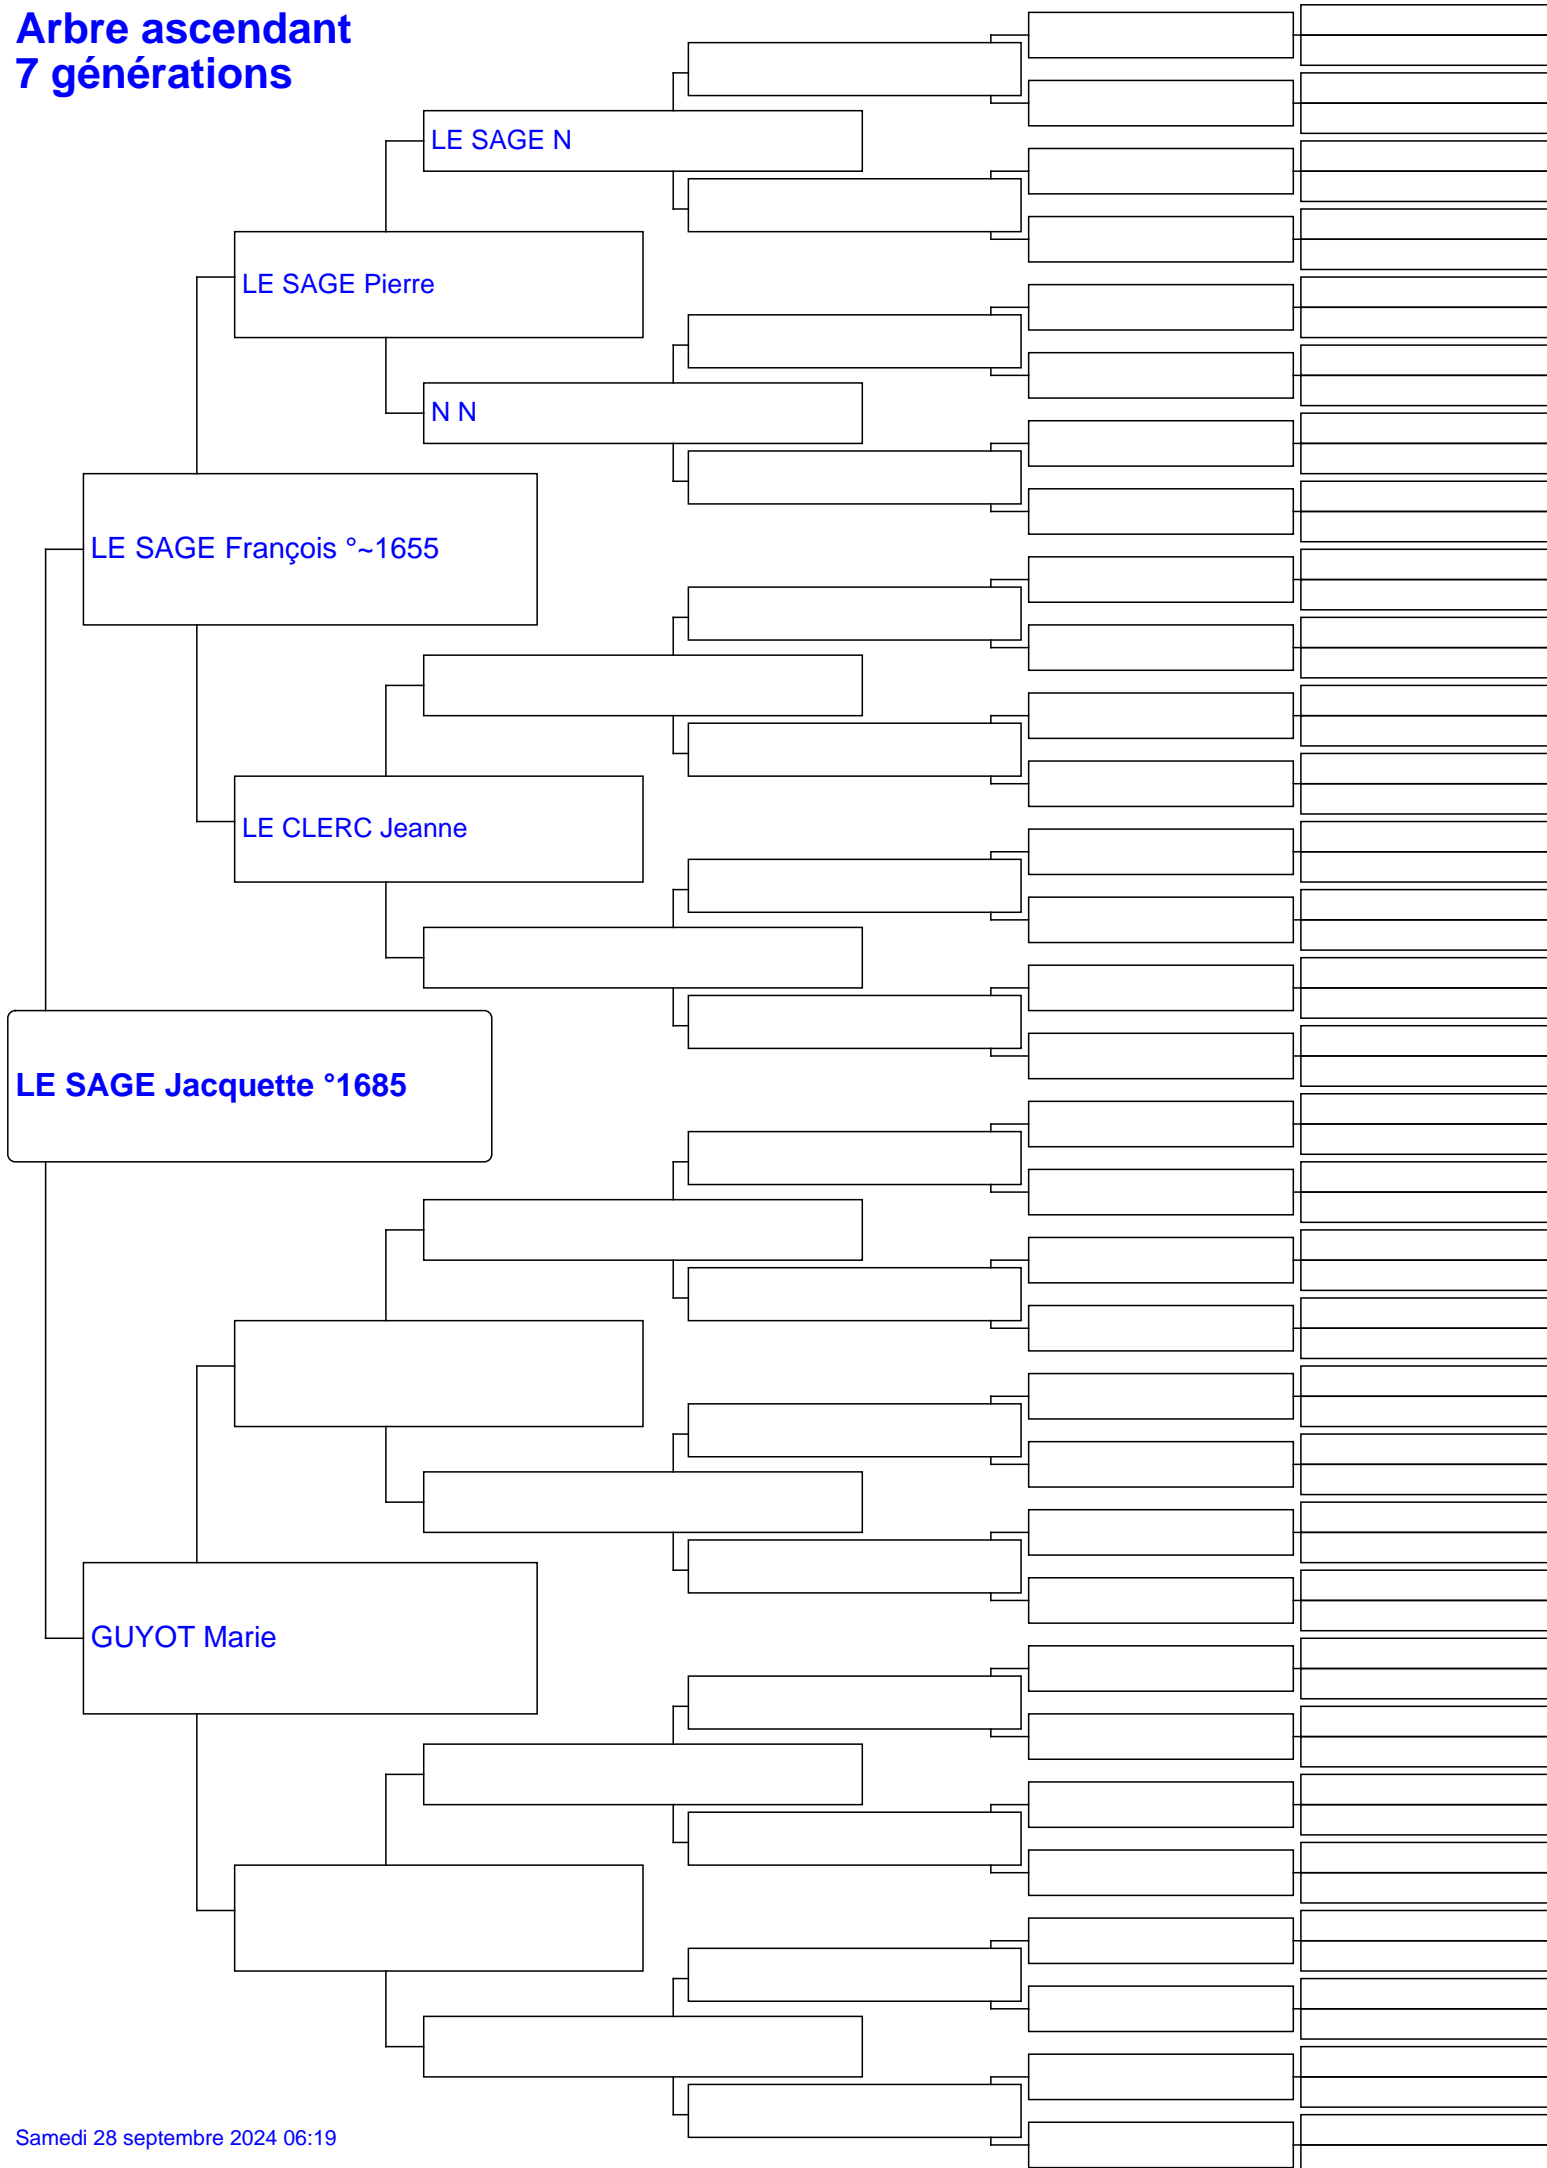 Arbre ascendant
7 générations
LE SAGE N
LE SAGE Pierre
N N
LE SAGE François °~1655
LE CLERC Jeanne
LE SAGE Jacquette °1685
GUYOT Marie
Samedi 28 septembre 2024 06:19